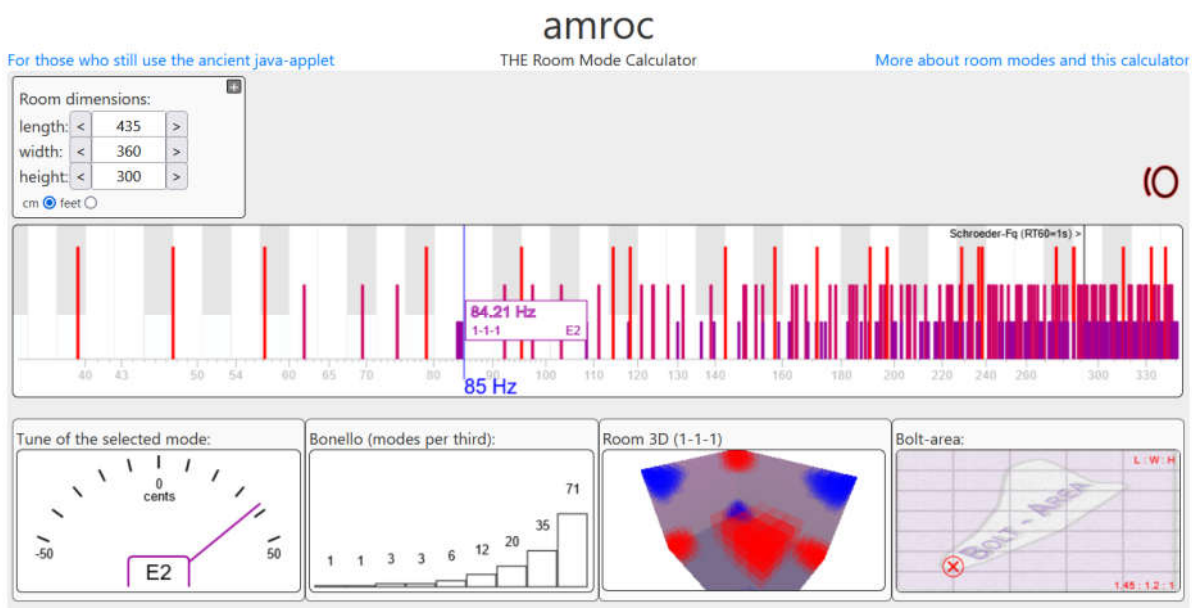 amroc
For those who still use the ancient java-applet THE Room Mode Calculator More about room modes and this calculator
Room dimensions:
length: < 435 >
width: < 360 >
height: < 300 >
cm feet
Schroeder-Fq (RT60=1s) >
84.21 Hz
1-1-1 E2
40 43 50 54 60 65 70 80 90 100 110 120 130 140 160 180 200 220 240 260 300 330
85 Hz
Tune of the selected mode: Bonello (modes per third): Room 3D (1-1-1) Bolt-area:
0
cents
-50 50
E2
1 1 3 3 6 12 20 35 71
L:W:H
BOLT-AREA
1.45 : 1.2 : 1